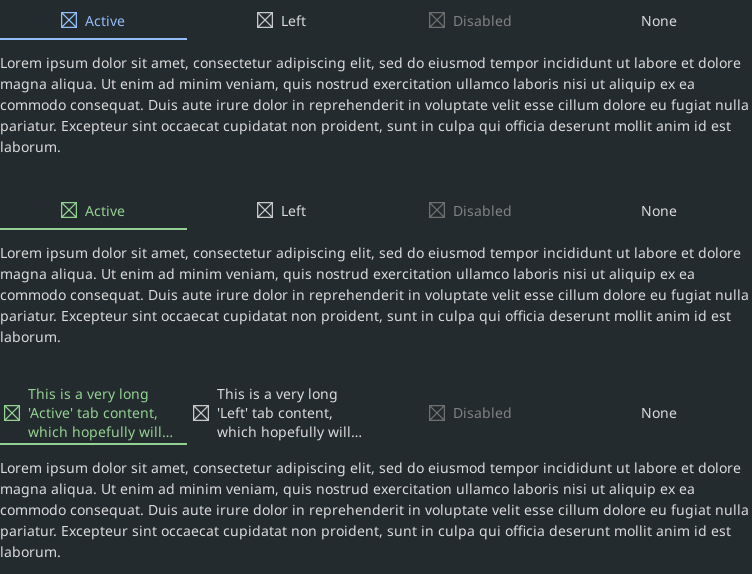 Active Left Disabled None
Lorem ipsum dolor sit amet, consectetur adipiscing elit, sed do eiusmod tempor incididunt ut labore et dolore
magna aliqua. Ut enim ad minim veniam, quis nostrud exercitation ullamco laboris nisi ut aliquip ex ea
commodo consequat. Duis aute irure dolor in reprehenderit in voluptate velit esse cillum dolore eu fugiat nulla
pariatur. Excepteur sint occaecat cupidatat non proident, sunt in culpa qui officia deserunt mollit anim id est
laborum.
Active Left Disabled None
Lorem ipsum dolor sit amet, consectetur adipiscing elit, sed do eiusmod tempor incididunt ut labore et dolore
magna aliqua. Ut enim ad minim veniam, quis nostrud exercitation ullamco laboris nisi ut aliquip ex ea
commodo consequat. Duis aute irure dolor in reprehenderit in voluptate velit esse cillum dolore eu fugiat nulla
pariatur. Excepteur sint occaecat cupidatat non proident, sunt in culpa qui officia deserunt mollit anim id est
laborum.
This is a very long
'Active' tab content,
which hopefully will...
This is a very long
'Left' tab content,
which hopefully will...
Disabled
None
Lorem ipsum dolor sit amet, consectetur adipiscing elit, sed do eiusmod tempor incididunt ut labore et dolore
magna aliqua. Ut enim ad minim veniam, quis nostrud exercitation ullamco laboris nisi ut aliquip ex ea
commodo consequat. Duis aute irure dolor in reprehenderit in voluptate velit esse cillum dolore eu fugiat nulla
pariatur. Excepteur sint occaecat cupidatat non proident, sunt in culpa qui officia deserunt mollit anim id est
laborum.